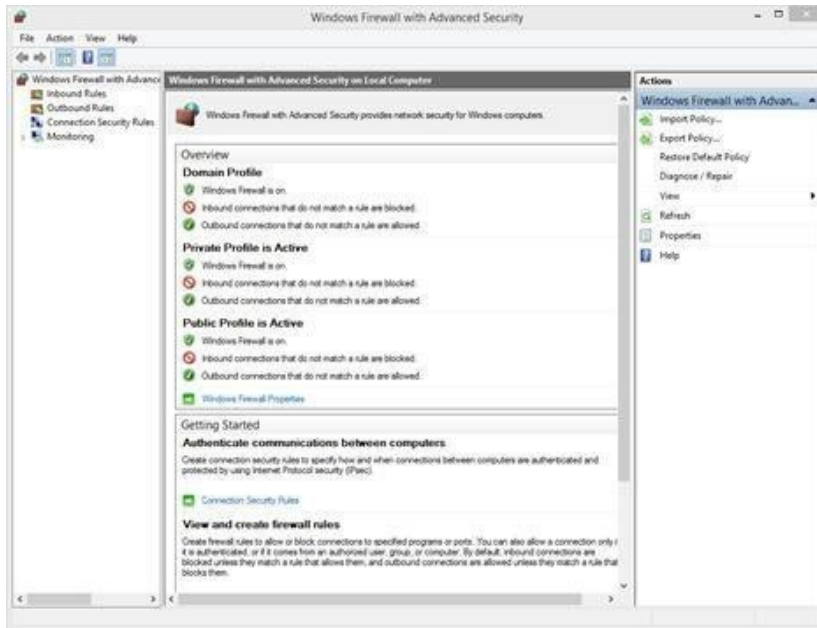 Windows Firewall with Advanced Security
File Action View Help
Windows Firewall with Advance
Inbound Rules
Outbound Rules
Connection Security Rules
Monitoring
Windows Firewall with Advanced Security on Local Computer
Windows Firewall with Advanced Security provides network security for Windows computers.
Overview
Domain Profile
Windows Firewall is on.
Inbound connections that do not match a rule are blocked.
Outbound connections that do not match a rule are allowed.
Private Profile is Active
Windows Firewall is on.
Inbound connections that do not match a rule are blocked.
Outbound connections that do not match a rule are allowed.
Public Profile is Active
Windows Firewall is on.
Inbound connections that do not match a rule are blocked.
Outbound connections that do not match a rule are allowed.
Windows Firewall Properties
Getting Started
Authenticate communications between computers
Create connection security rules to specify how and when connections between computers are authenticated and
protected by using Internet Protocol security (IPsec).
Connection Security Rules
View and create firewall rules
Create firewall rules to allow or block connections to specified programs or ports. You can also allow a connection only i
it is authenticated, or if it comes from an authorized user, group, or computer. By default, inbound connections are
blocked unless they match a rule that allows them, and outbound connections are allowed unless they match a rule that
blocks them.
Actions
Windows Firewall with Advan...
Import Policy...
Export Policy...
Restore Default Policy
Diagnose / Repair
View
Refresh
Properties
Help